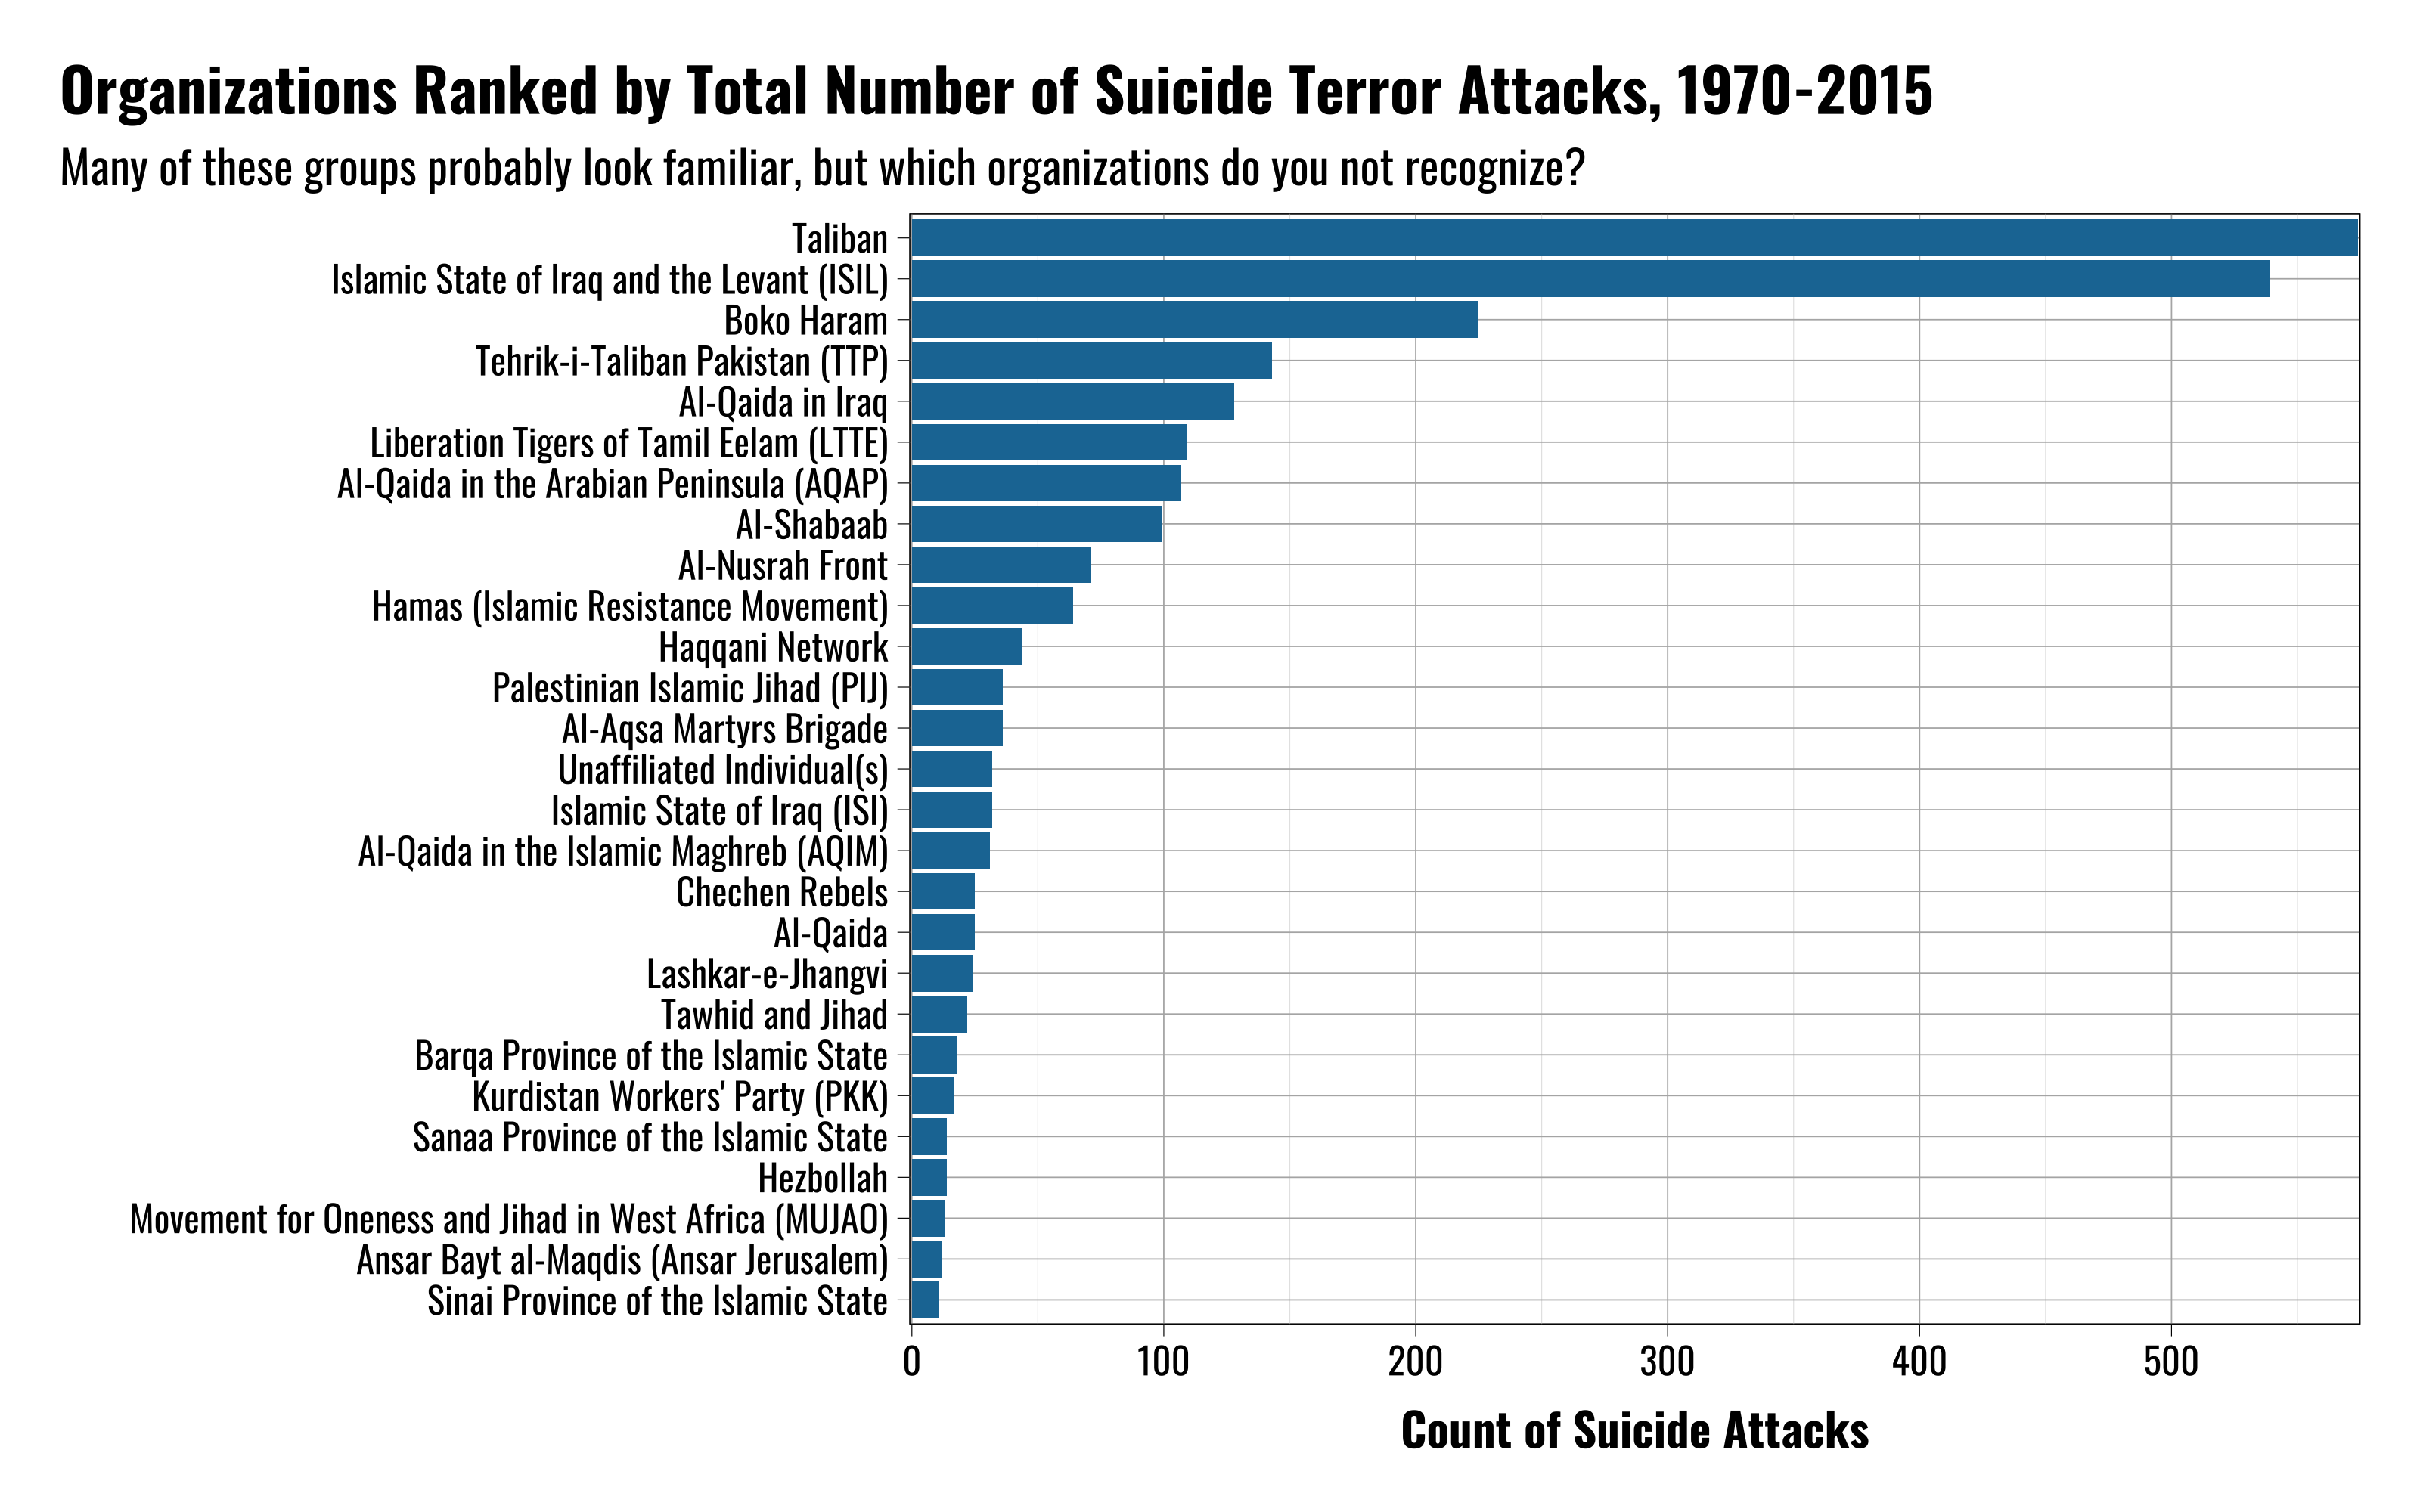 Organizations Ranked by Total Number of Suicide Terror Attacks, 1970-2015
Many of these groups probably look familiar, but which organizations do you not recognize?
Taliban
Islamic State of Iraq and the Levant (ISIL)
Boko Haram
Tehrik-i-Taliban Pakistan (TTP)
Al-Qaida in Iraq
Liberation Tigers of Tamil Eelam (LTTE)
Al-Qaida in the Arabian Peninsula (AQAP)
Al-Shabaab
Al-Nusrah Front
Hamas (Islamic Resistance Movement)
Haqqani Network
Palestinian Islamic Jihad (PIJ)
Al-Aqsa Martyrs Brigade
Unaffiliated Individual(s)
Islamic State of Iraq (ISI)
Al-Qaida in the Islamic Maghreb (AQIM)
Chechen Rebels
Al-Qaida
Lashkar-e-Jhangvi
Tawhid and Jihad
Barqa Province of the Islamic State
Kurdistan Workers' Party (PKK)
Sanaa Province of the Islamic State
Hezbollah
Movement for Oneness and Jihad in West Africa (MUJAO)
Ansar Bayt al-Maqdis (Ansar Jerusalem)
Sinai Province of the Islamic State
0 100 200 300 400 500
Count of Suicide Attacks